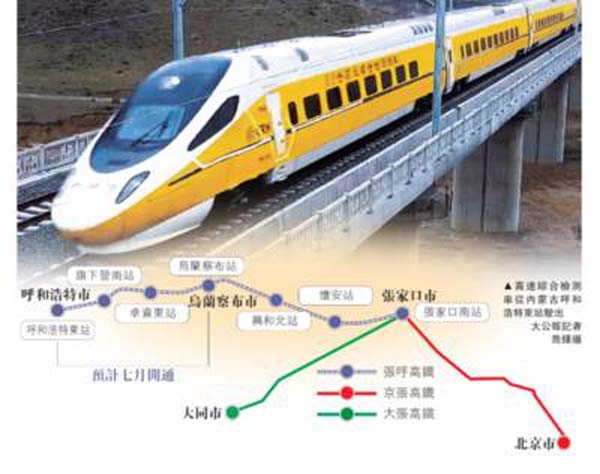 旗下營南站
烏蘭察布站
呼和浩特市
卓資東站
烏蘭察布市
懷安站
張家口市
呼和浩特東站
興和北站
張家口南站
預計七月開通
▲高速綜合檢測
車從內蒙古呼和
浩特東站駛出
大公報記者
張呼高鐵
京張高鐵
大張高鐵
大同市
北京市